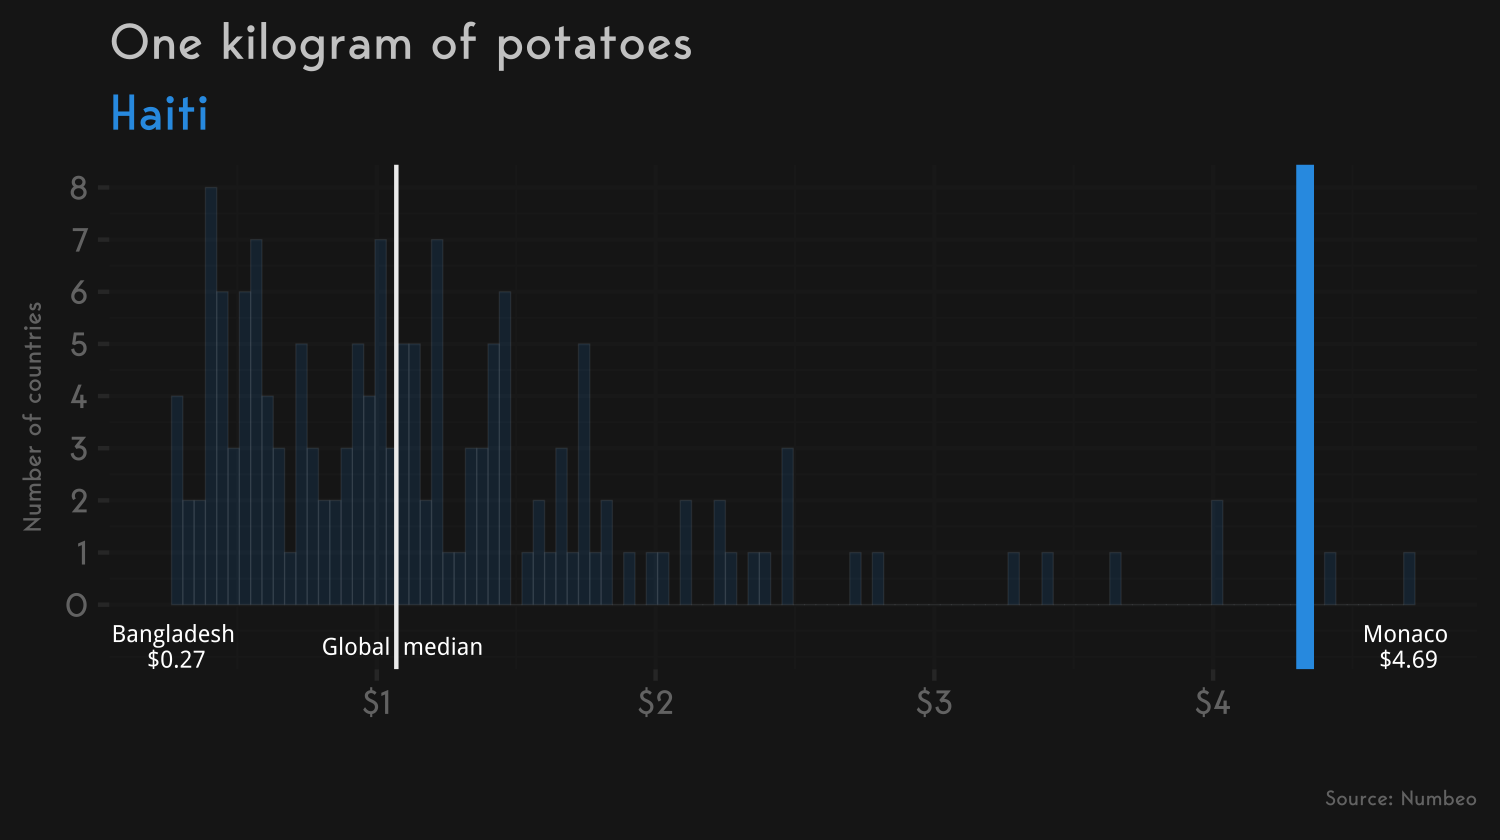 One kilogram of potatoes
Haiti
Number of countries
8
7
6
5
4
3
2
1
0
Bangladesh
$0.27
Global median
Monaco
$4.69
$1
$2
$3
$4
Source: Numbeo